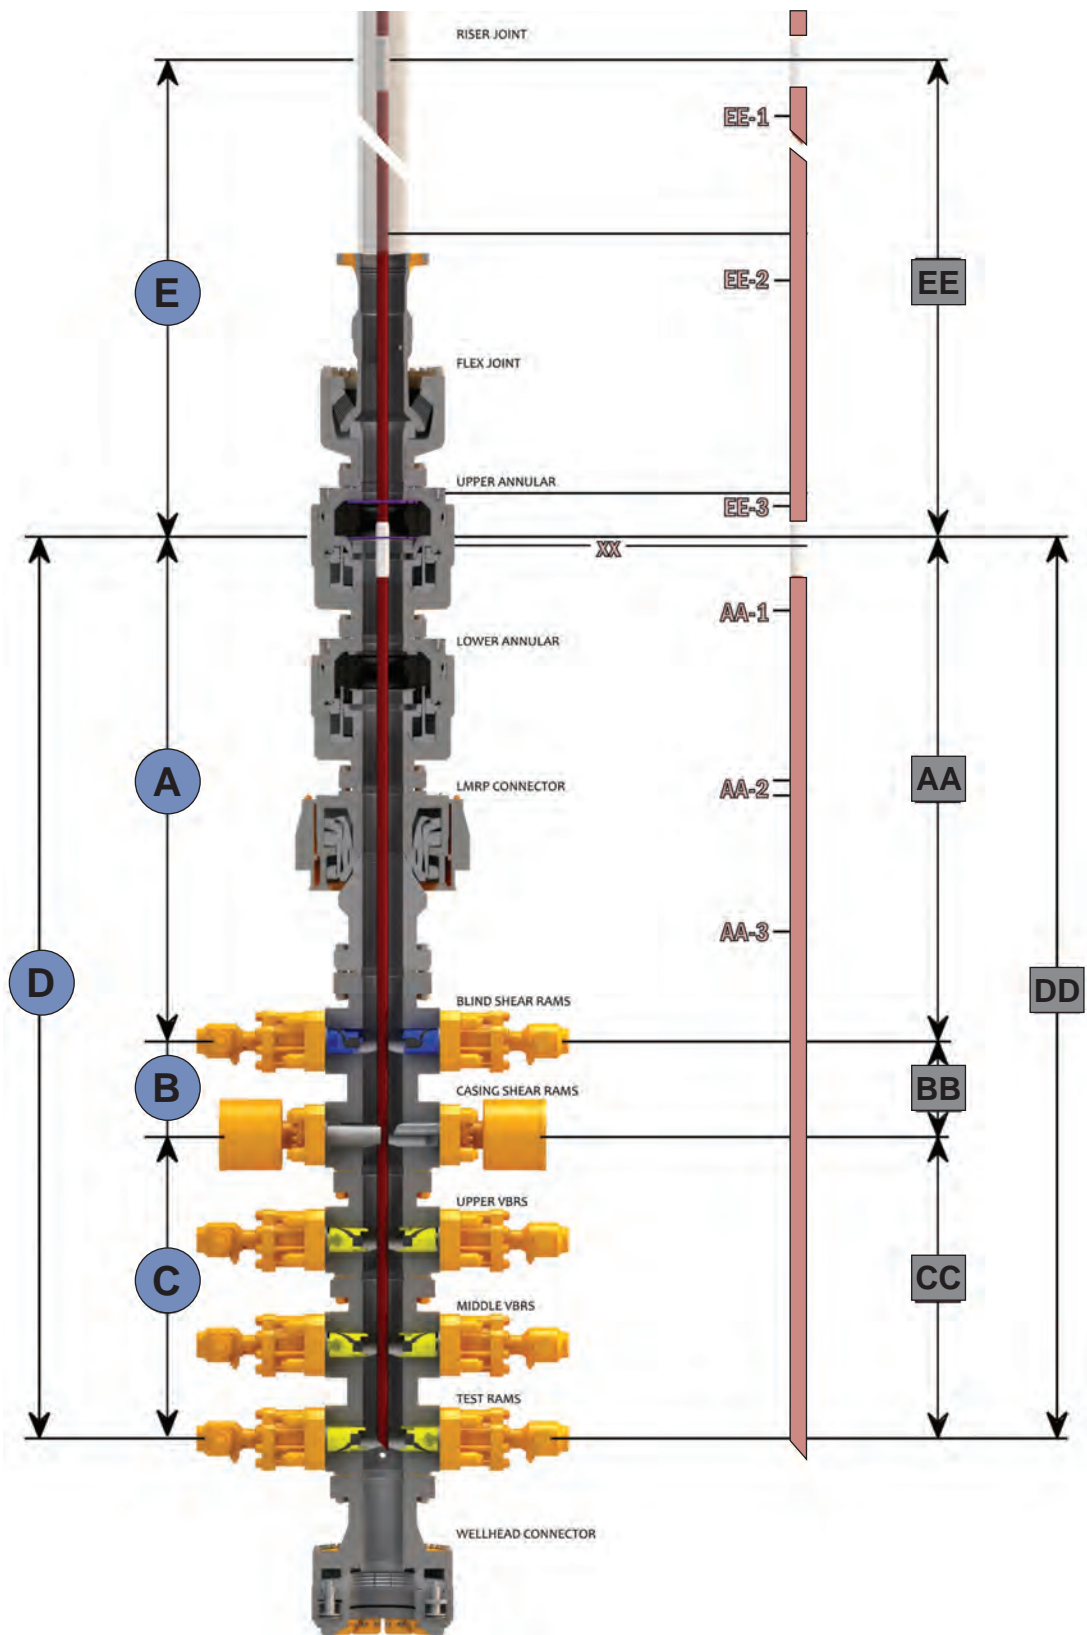 RISER JOINT
EE-1
E
EE-2
EE
FLEX JOINT
UPPER ANNULAR
EE-3
XX
AA-1
LOWER ANNULAR
A
LMRP CONNECTOR
AA-2
AA
AA-3
D
DD
BLIND SHEAR RAMS
B
CASING SHEAR RAMS
BB
UPPER VBRS
C
CC
MIDDLE VBRS
TEST RAMS
WELLHEAD CONNECTOR